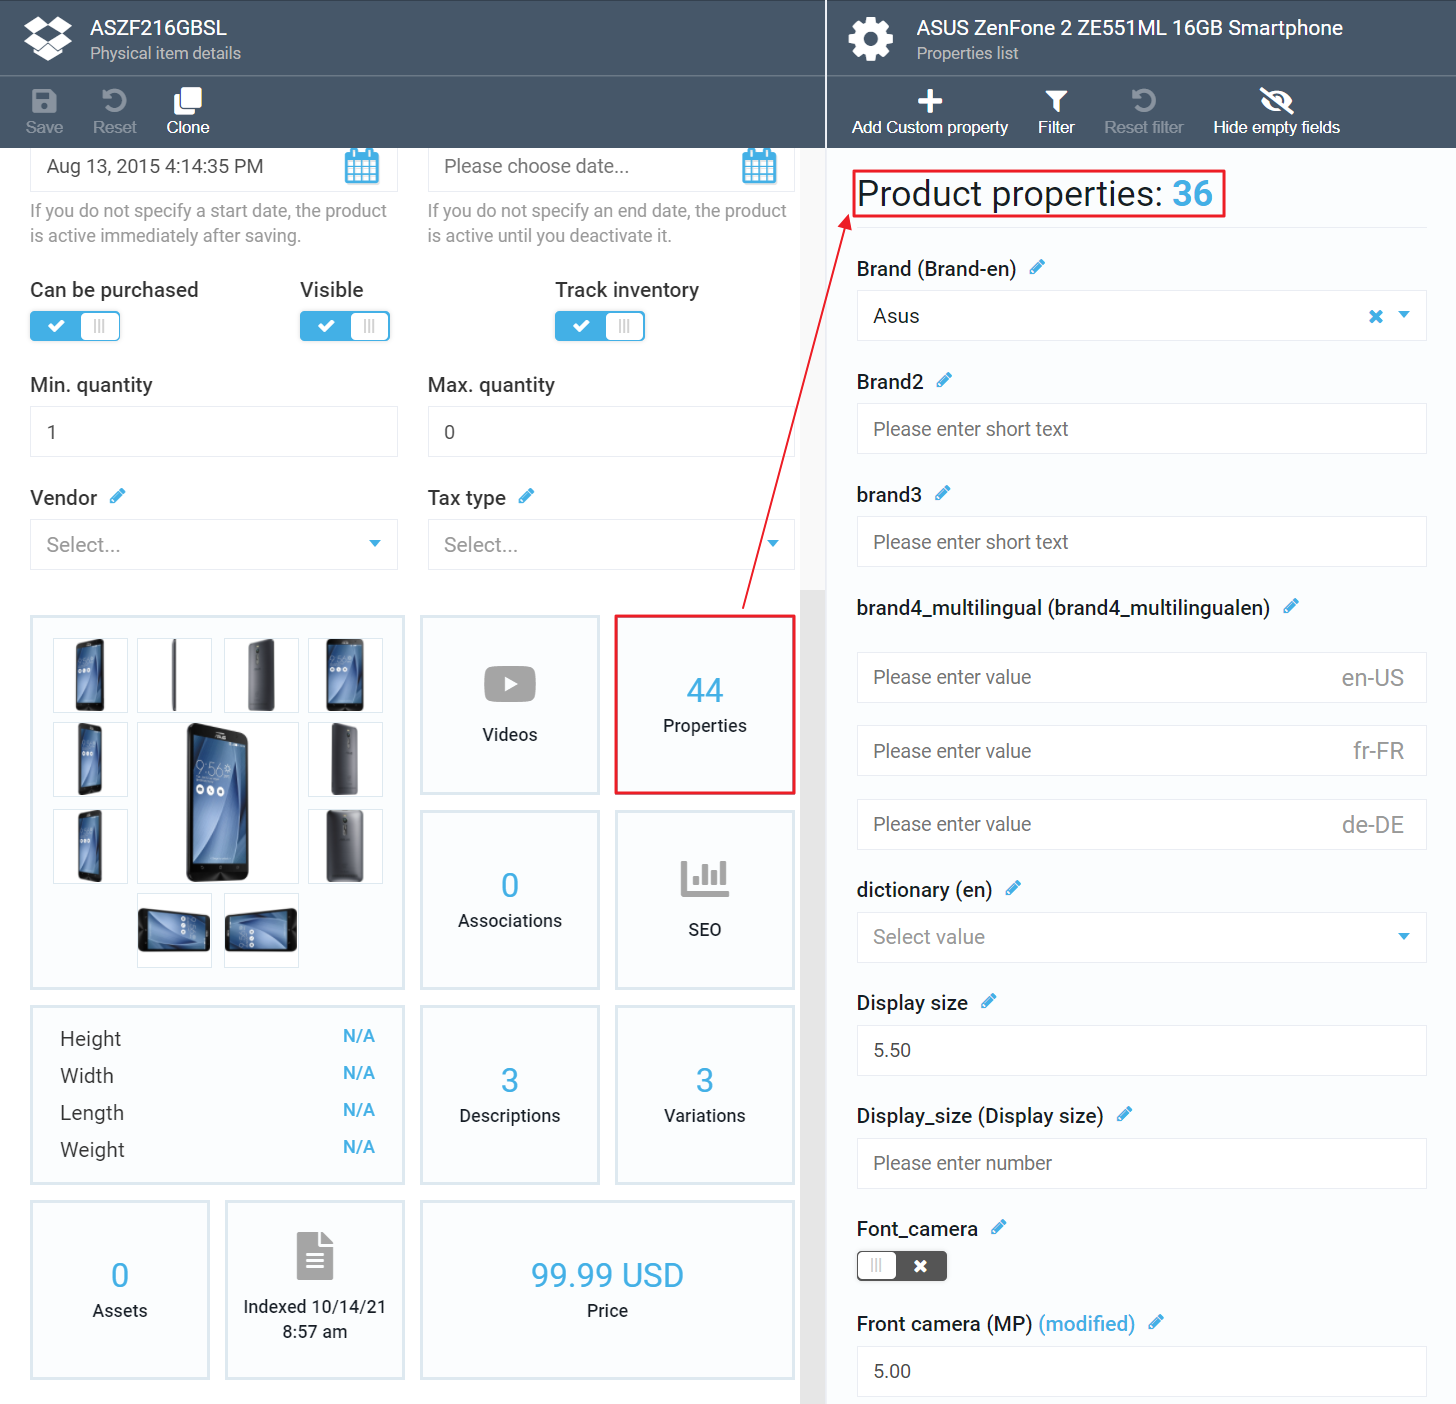 ASZF216GBSL
Physical item details
Save
Reset
Clone
Aug 13, 2015 4:14:35 PM
Please choose date...
If you do not specify a start date, the product
is active immediately after saving.
If you do not specify an end date, the product
is active until you deactivate it.
Can be purchased
Visible
Track inventory
Min. quantity
Max. quantity
1
0
Vendor
Tax type
Select...
Select...
Videos
44
Properties
0
Associations
SEO
Height N/A
Width N/A
Length N/A
Weight N/A
3
Descriptions
3
Variations
0
Assets
Indexed 10/14/21
8:57 am
99.99 USD
Price
ASUS ZenFone 2 ZE551ML 16GB Smartphone
Properties list
Add Custom property
Filter
Reset filter
Hide empty fields
Product properties: 36
Brand (Brand-en)
Asus
Brand2
Please enter short text
brand3
Please enter short text
brand4_multilingual (brand4_multilingualen)
Please enter value en-US
Please enter value fr-FR
Please enter value de-DE
dictionary (en)
Select value
Display size
5.50
Display_size (Display size)
Please enter number
Font_camera
Front camera (MP) (modified)
5.00